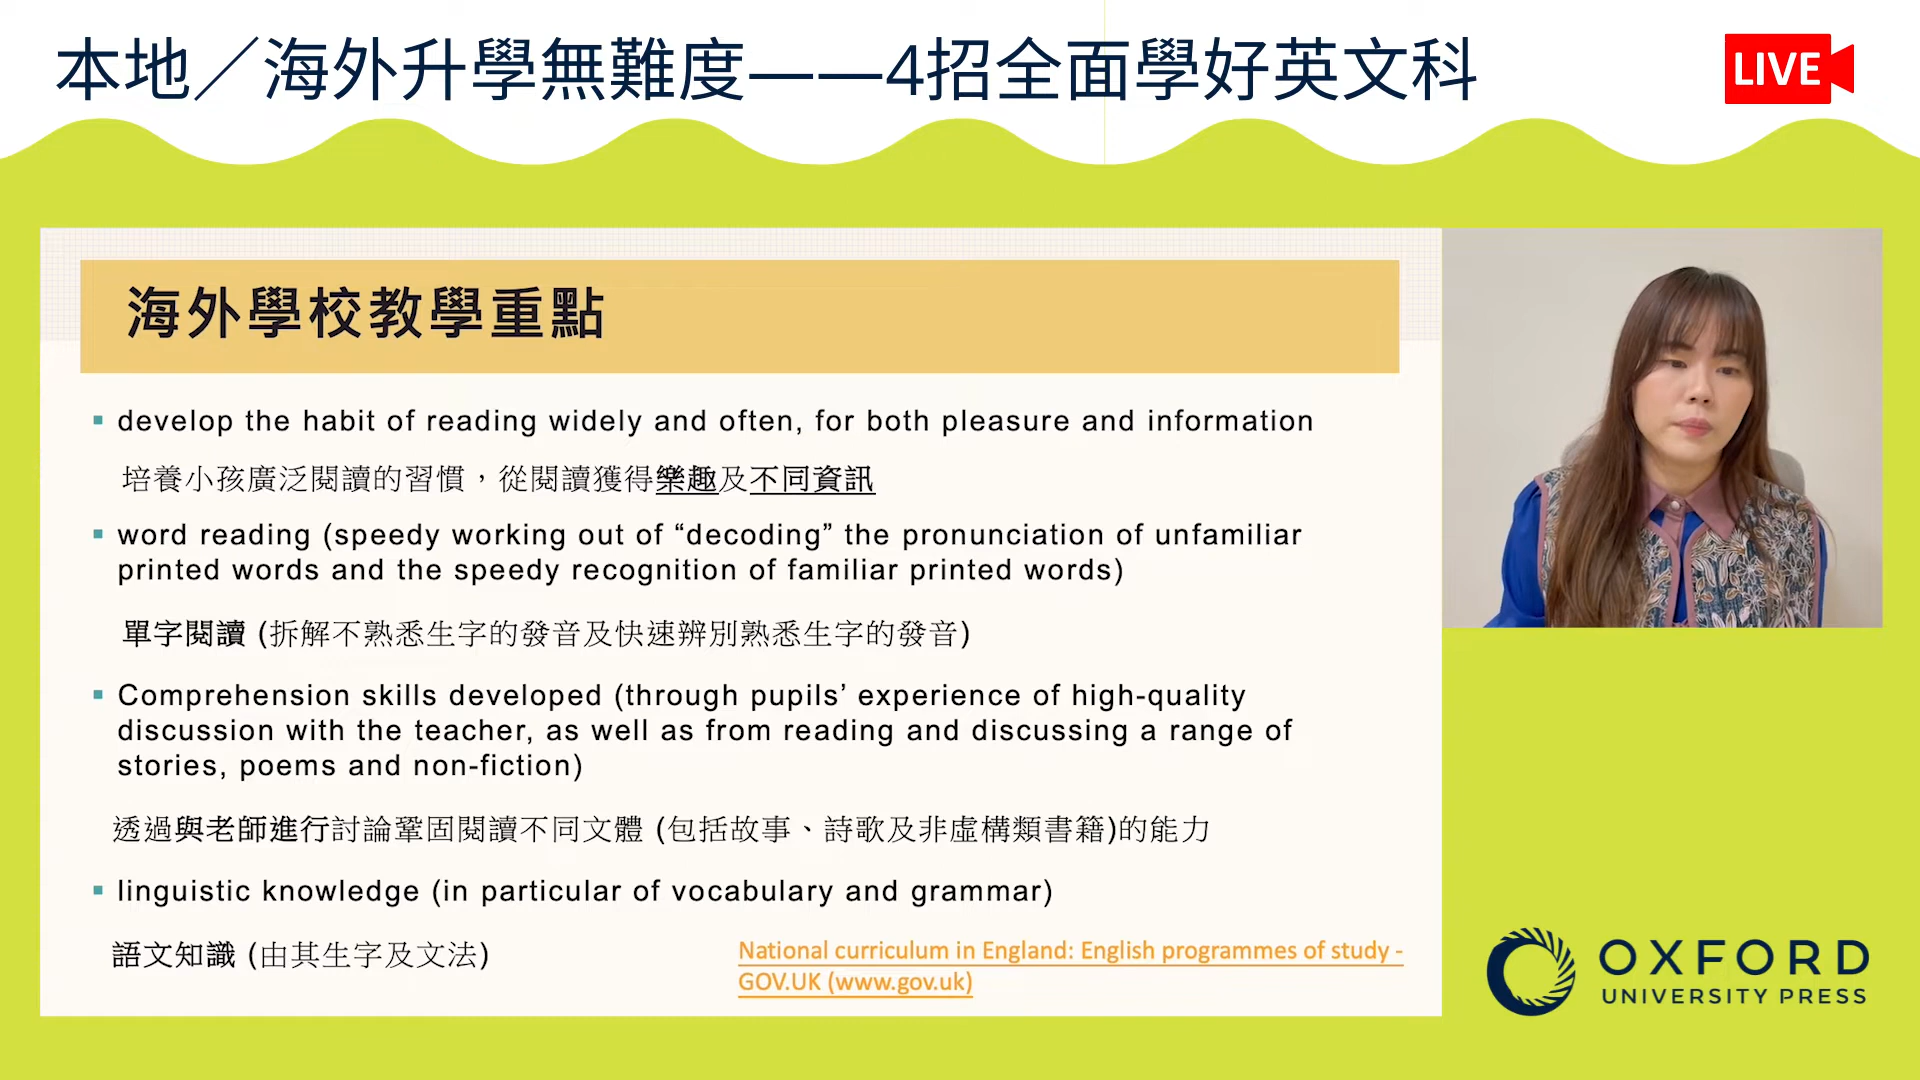 本地／海外升學無難度——4招全面學好英文科
LIVE
海外學校教學重點
develop the habit of reading widely and often, for both pleasure and information
培養小孩廣泛閱讀的習慣，從閱讀獲得樂趣及不同資訊
word reading (speedy working out of “decoding” the pronunciation of unfamiliar
printed words and the speedy recognition of familiar printed words)
單字閱讀 (拆解不熟悉生字的發音及快速辨別熟悉生字的發音)
Comprehension skills developed (through pupils’ experience of high-quality
discussion with the teacher, as well as from reading and discussing a range of
stories, poems and non-fiction)
透過與老師進行討論鞏固閱讀不同文體 (包括故事、詩歌及非虛構類書籍)的能力
linguistic knowledge (in particular of vocabulary and grammar)
語文知識 (由其生字及文法)
National curriculum in England: English programmes of study -
GOV.UK (www.gov.uk)
OXFORD
UNIVERSITY PRESS